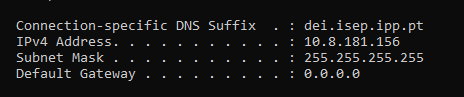 Connection-specific DNS Suffix  . : dei.isep.ipp.pt
IPv4 Address. . . . . . . . . . . : 10.8.181.156
Subnet Mask . . . . . . . . . . . : 255.255.255.255
Default Gateway . . . . . . . . . : 0.0.0.0